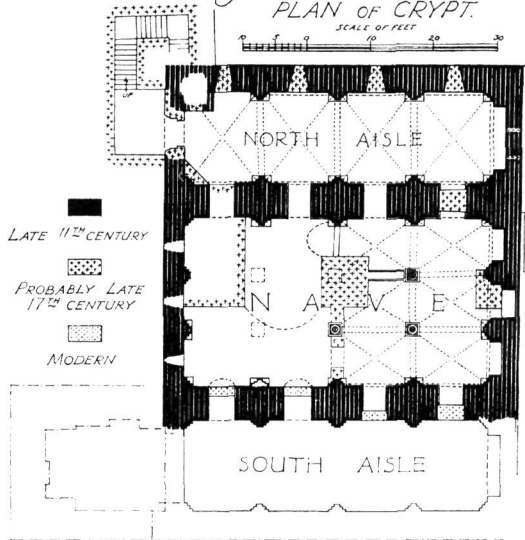 PLAN OF CRYPT.
SCALE OF FEET
10 5 0 10 20 30
UP
NORTH AISLE
LATE 11TH CENTURY
PROBABLY LATE
17TH CENTURY
MODERN
NAVE
SOUTH AISLE